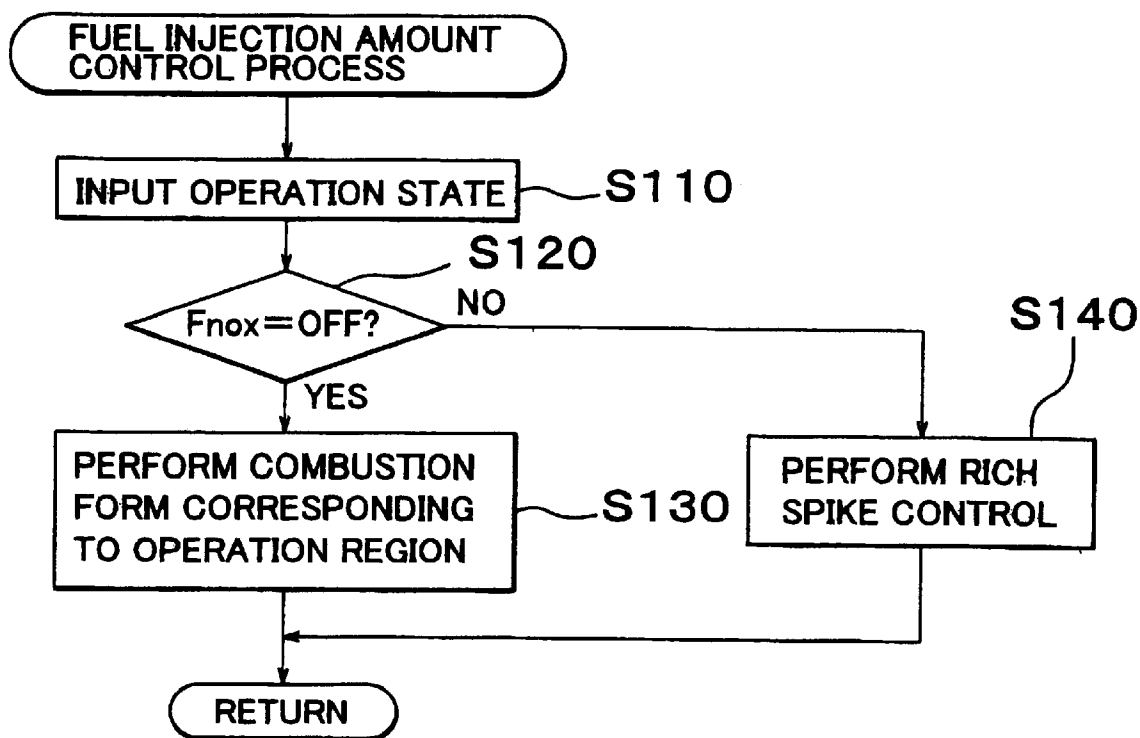 FUEL INJECTION AMOUNT
CONTROL PROCESS
INPUT OPERATION STATE
S110
S120
Fnox=OFF?
NO
YES
S140
PERFORM COMBUSTION
FORM CORRESPONDING
TO OPERATION REGION
S130
PERFORM RICH
SPIKE CONTROL
RETURN